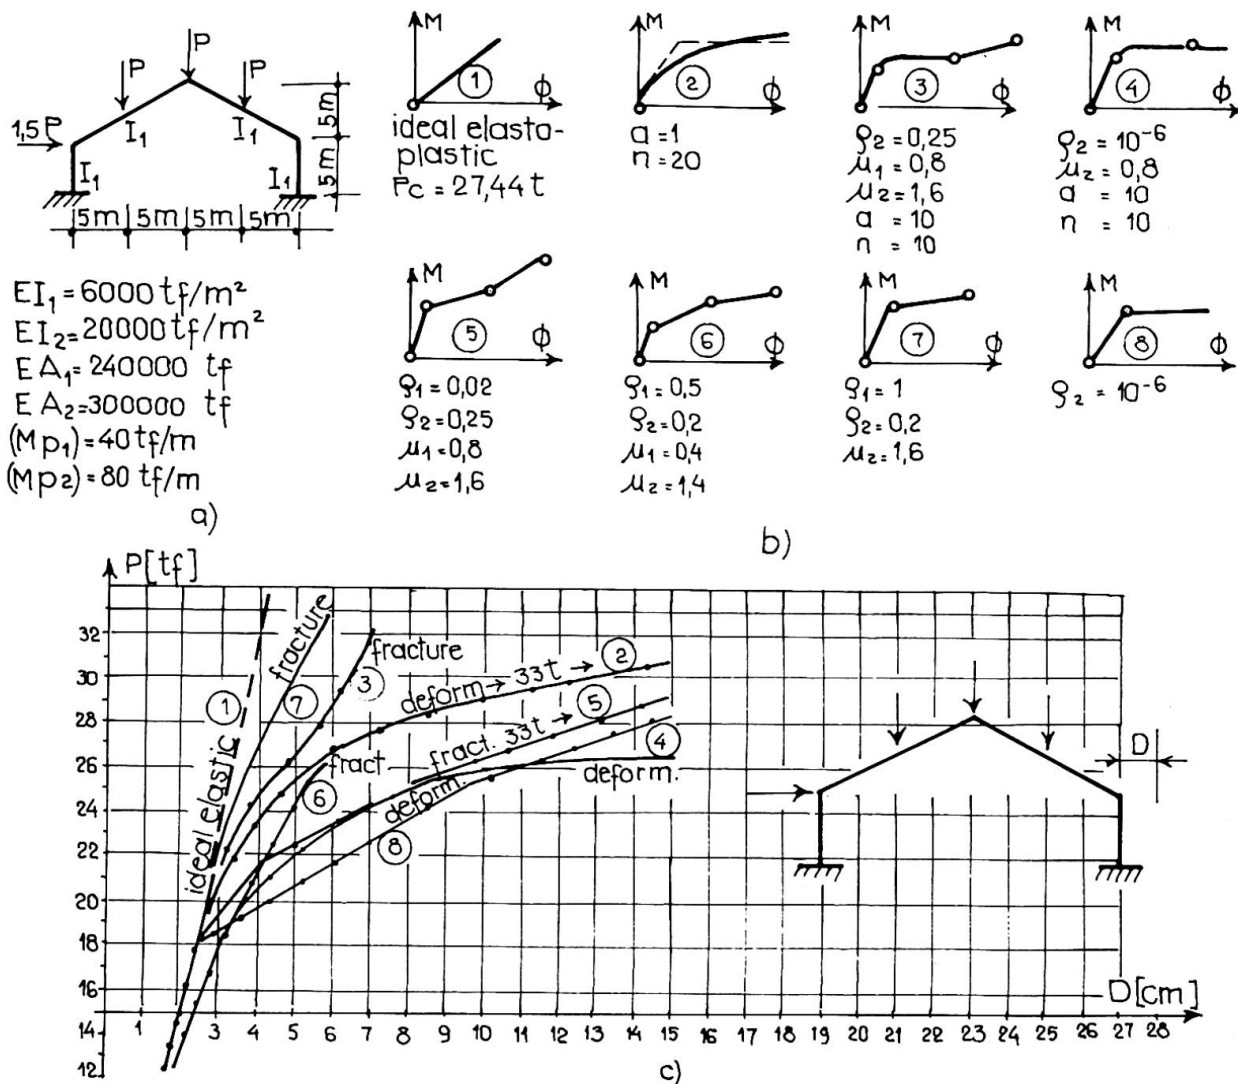 P
P
P
1,5P
I₁
I₁
I₁
I₁
5m
5m
5m
5m
5m
5m
EI₁=6000tf/m²
EI₂=20000tf/m²
EA₁=240000 tf
EA₂=300000 tf
(Mp₁)=40tf/m
(Mp₂)=80 tf/m
a)
M
1
ϕ
ideal elasto-
plastic
Pc = 27,44 t
M
2
ϕ
a=1
n=20
M
3
ϕ
ϱ₂=0,25
μ₁=0,8
μ₂=1,6
a = 10
n = 10
M
4
ϕ
ϱ₂=10⁻⁶
μ₂=0,8
a = 10
n = 10
M
5
ϕ
ϱ₁=0,02
ϱ₂=0,25
μ₁=0,8
μ₂=1,6
M
6
ϕ
ϱ₁=0,5
ϱ₂=0,2
μ₁=0,4
μ₂=1,4
M
7
ϕ
ϱ₁=1
ϱ₂=0,2
μ₂=1,6
M
8
ϕ
ϱ₂=10⁻⁶
b)
P[tf]
32
30
28
26
24
22
20
18
16
14
12
1
ideal elastic
7
fracture
3
fracture
deform→33t→
2
6
fract
fract. 33t→
5
4
deform.
deform.
8
D
D[cm]
1 3 4 5 6 7 8 9 10 11 12 13 14 15 17 18 19 20 21 22 23 24 25 26 27 28
c)